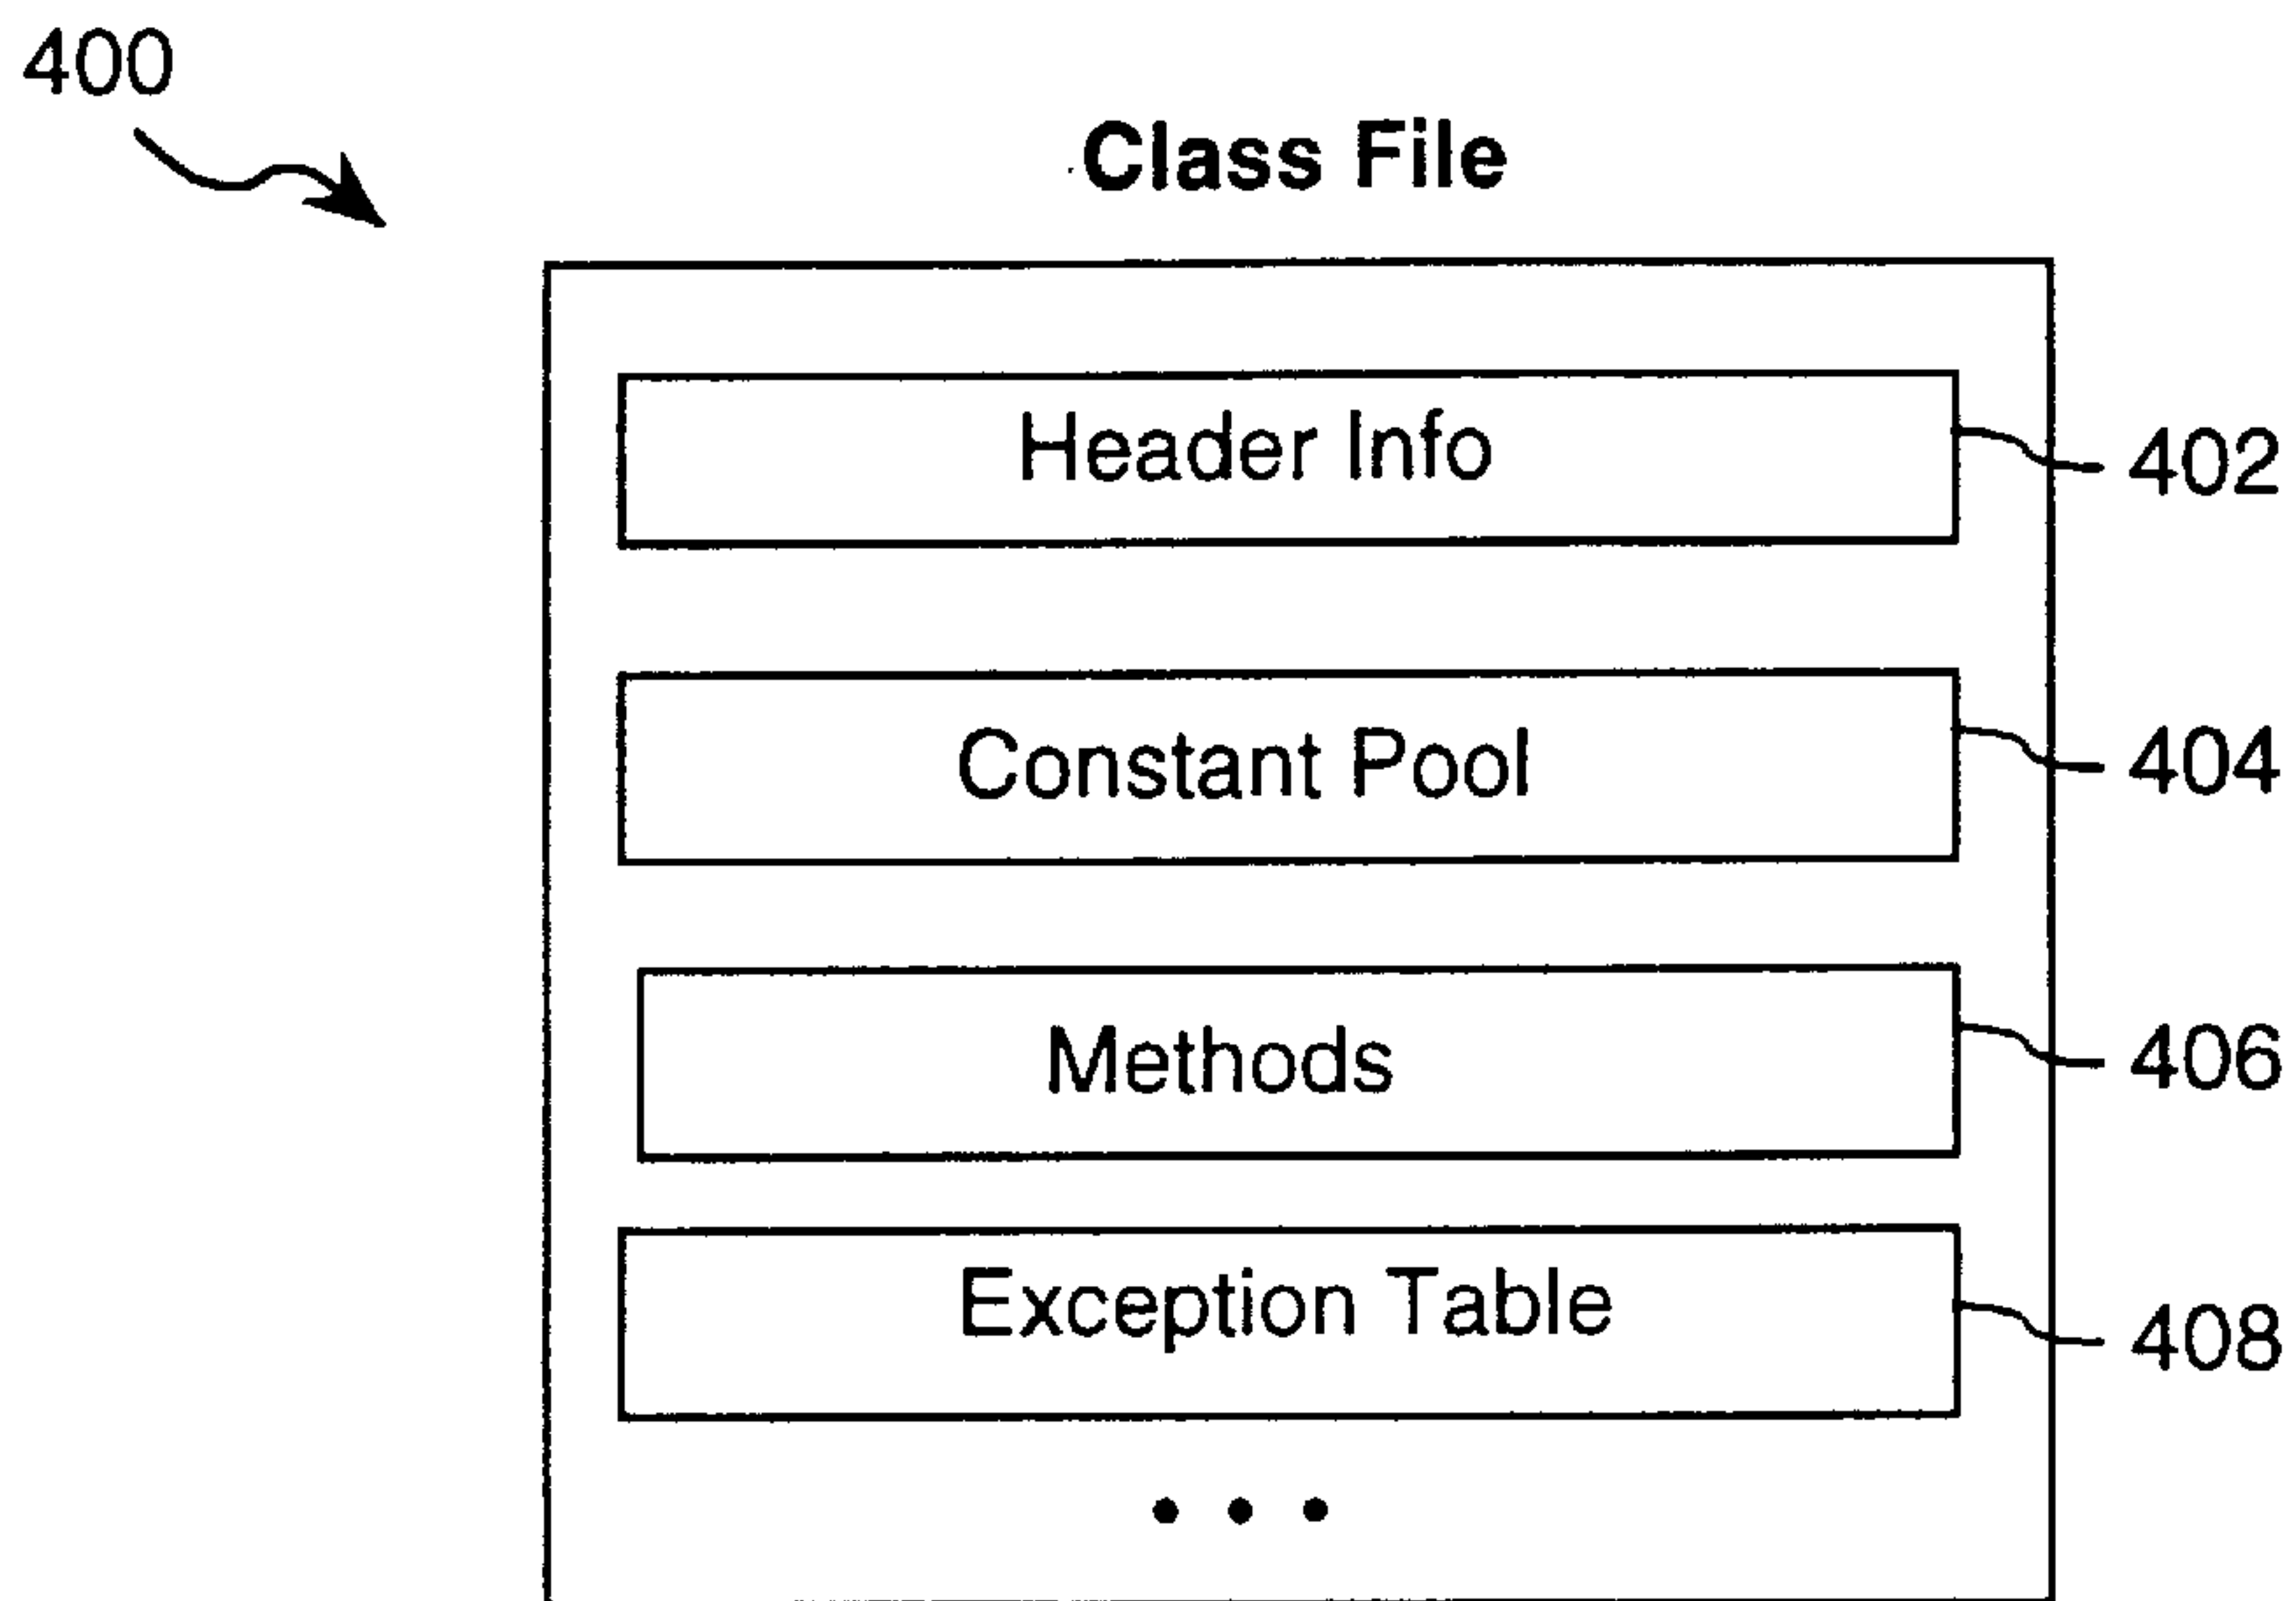 400
Class File
Header Info 402
Constant Pool 404
Methods 406
Exception Table 408
• • •